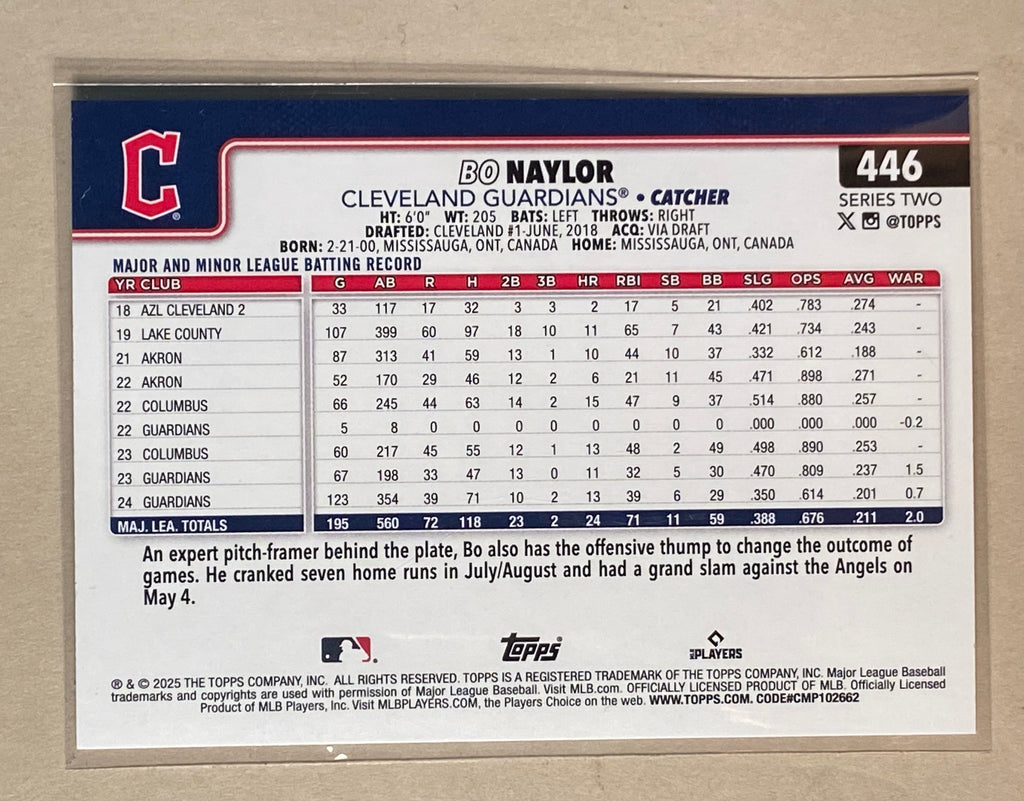 C
®
BO NAYLOR
446
CLEVELAND GUARDIANS® • CATCHER
SERIES TWO
HT: 6'0" WT: 205 BATS: LEFT THROWS: RIGHT
X @TOPPS
DRAFTED: CLEVELAND #1-JUNE, 2018 ACQ: VIA DRAFT
BORN: 2-21-00, MISSISSAUGA, ONT, CANADA HOME: MISSISSAUGA, ONT, CANADA
MAJOR AND MINOR LEAGUE BATTING RECORD
YR CLUB G AB R H 2B 3B HR RBI SB BB SLG OPS AVG WAR
18 AZL CLEVELAND 2 33 117 17 32 3 3 2 17 5 21 .402 .783 .274 -
19 LAKE COUNTY 107 399 60 97 18 10 11 65 7 43 .421 .734 .243 -
21 AKRON 87 313 41 59 13 1 10 44 10 37 .332 .612 .188 -
22 AKRON 52 170 29 46 12 2 6 21 11 45 .471 .898 .271 -
22 COLUMBUS 66 245 44 63 14 2 15 47 9 37 .514 .880 .257 -
22 GUARDIANS 5 8 0 0 0 0 0 0 0 0 .000 .000 .000 -0.2
23 COLUMBUS 60 217 45 55 12 1 13 48 2 49 .498 .890 .253 -
23 GUARDIANS 67 198 33 47 13 0 11 32 5 30 .470 .809 .237 1.5
24 GUARDIANS 123 354 39 71 10 2 13 39 6 29 .350 .614 .201 0.7
MAJ. LEA. TOTALS 195 560 72 118 23 2 24 71 11 59 .388 .676 .211 2.0
An expert pitch-framer behind the plate, Bo also has the offensive thump to change the outcome of
games. He cranked seven home runs in July/August and had a grand slam against the Angels on
May 4.
Topps PLAYERS
® & © 2025 THE TOPPS COMPANY, INC. ALL RIGHTS RESERVED. TOPPS IS A REGISTERED TRADEMARK OF THE TOPPS COMPANY, INC. Major League Baseball
trademarks and copyrights are used with permission of Major League Baseball. Visit MLB.com. OFFICIALLY LICENSED PRODUCT OF MLB. Officially Licensed
Product of MLB Players, Inc. Visit MLBPLAYERS.COM, the Players Choice on the web. WWW.TOPPS.COM. CODE#CMP102662